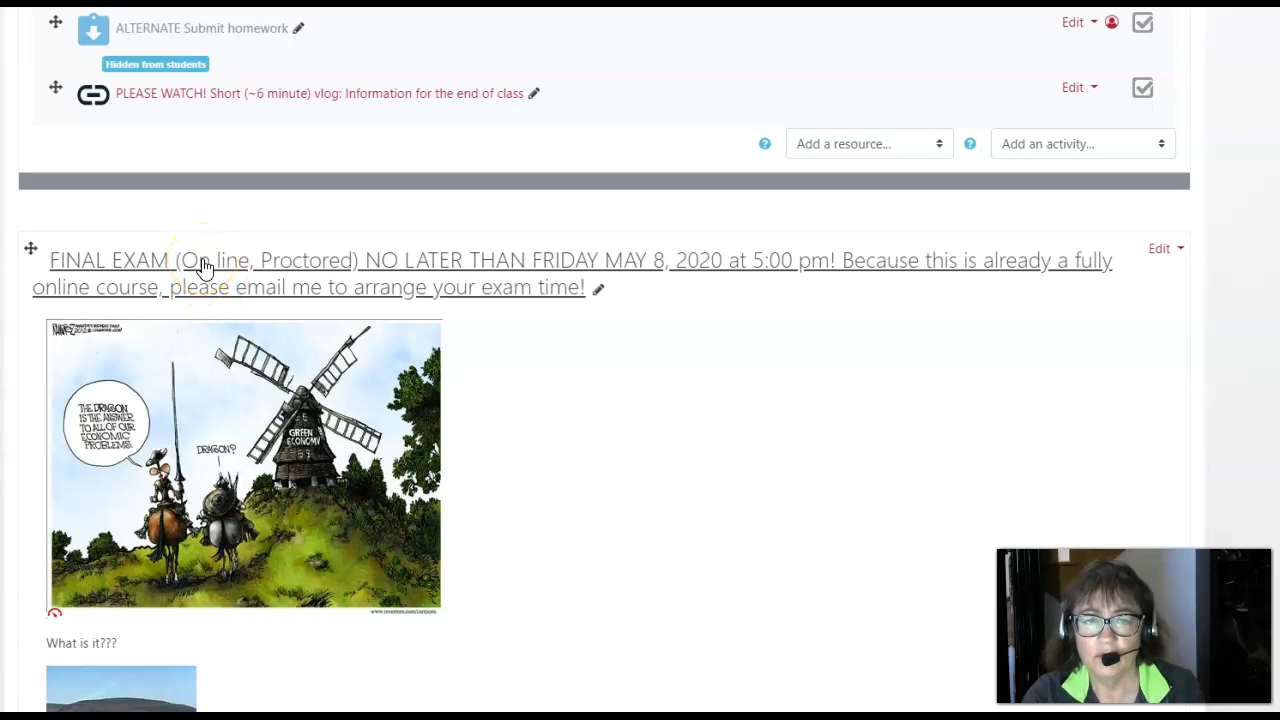 ALTERNATE Submit homework
Edit
Hidden from students
PLEASE WATCH! Short (~6 minute) vlog: Information for the end of class
Edit
Add a resource...
Add an activity...
FINAL EXAM (On-line, Proctored) NO LATER THAN FRIDAY MAY 8, 2020 at 5:00 pm! Because this is already a fully
Edit
online course, please email me to arrange your exam time!
THE DRAGON
IS THE ANSWER
TO ALL OF OUR
ECONOMIC
PROBLEMS.
DRAGON?
GREEN
ECONOMY
What is it???